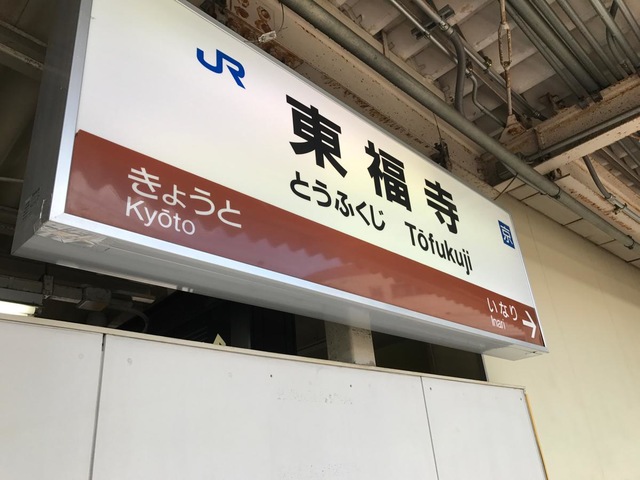 JR
東福寺
とうふくじ Tōfukuji
京
きょうと
Kyōto
いなり
Inari